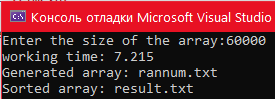 Консоль отладки Microsoft Visual Studio
Enter the size of the array:60000
working time: 7.215
Generated array: rannum.txt
Sorted array: result.txt